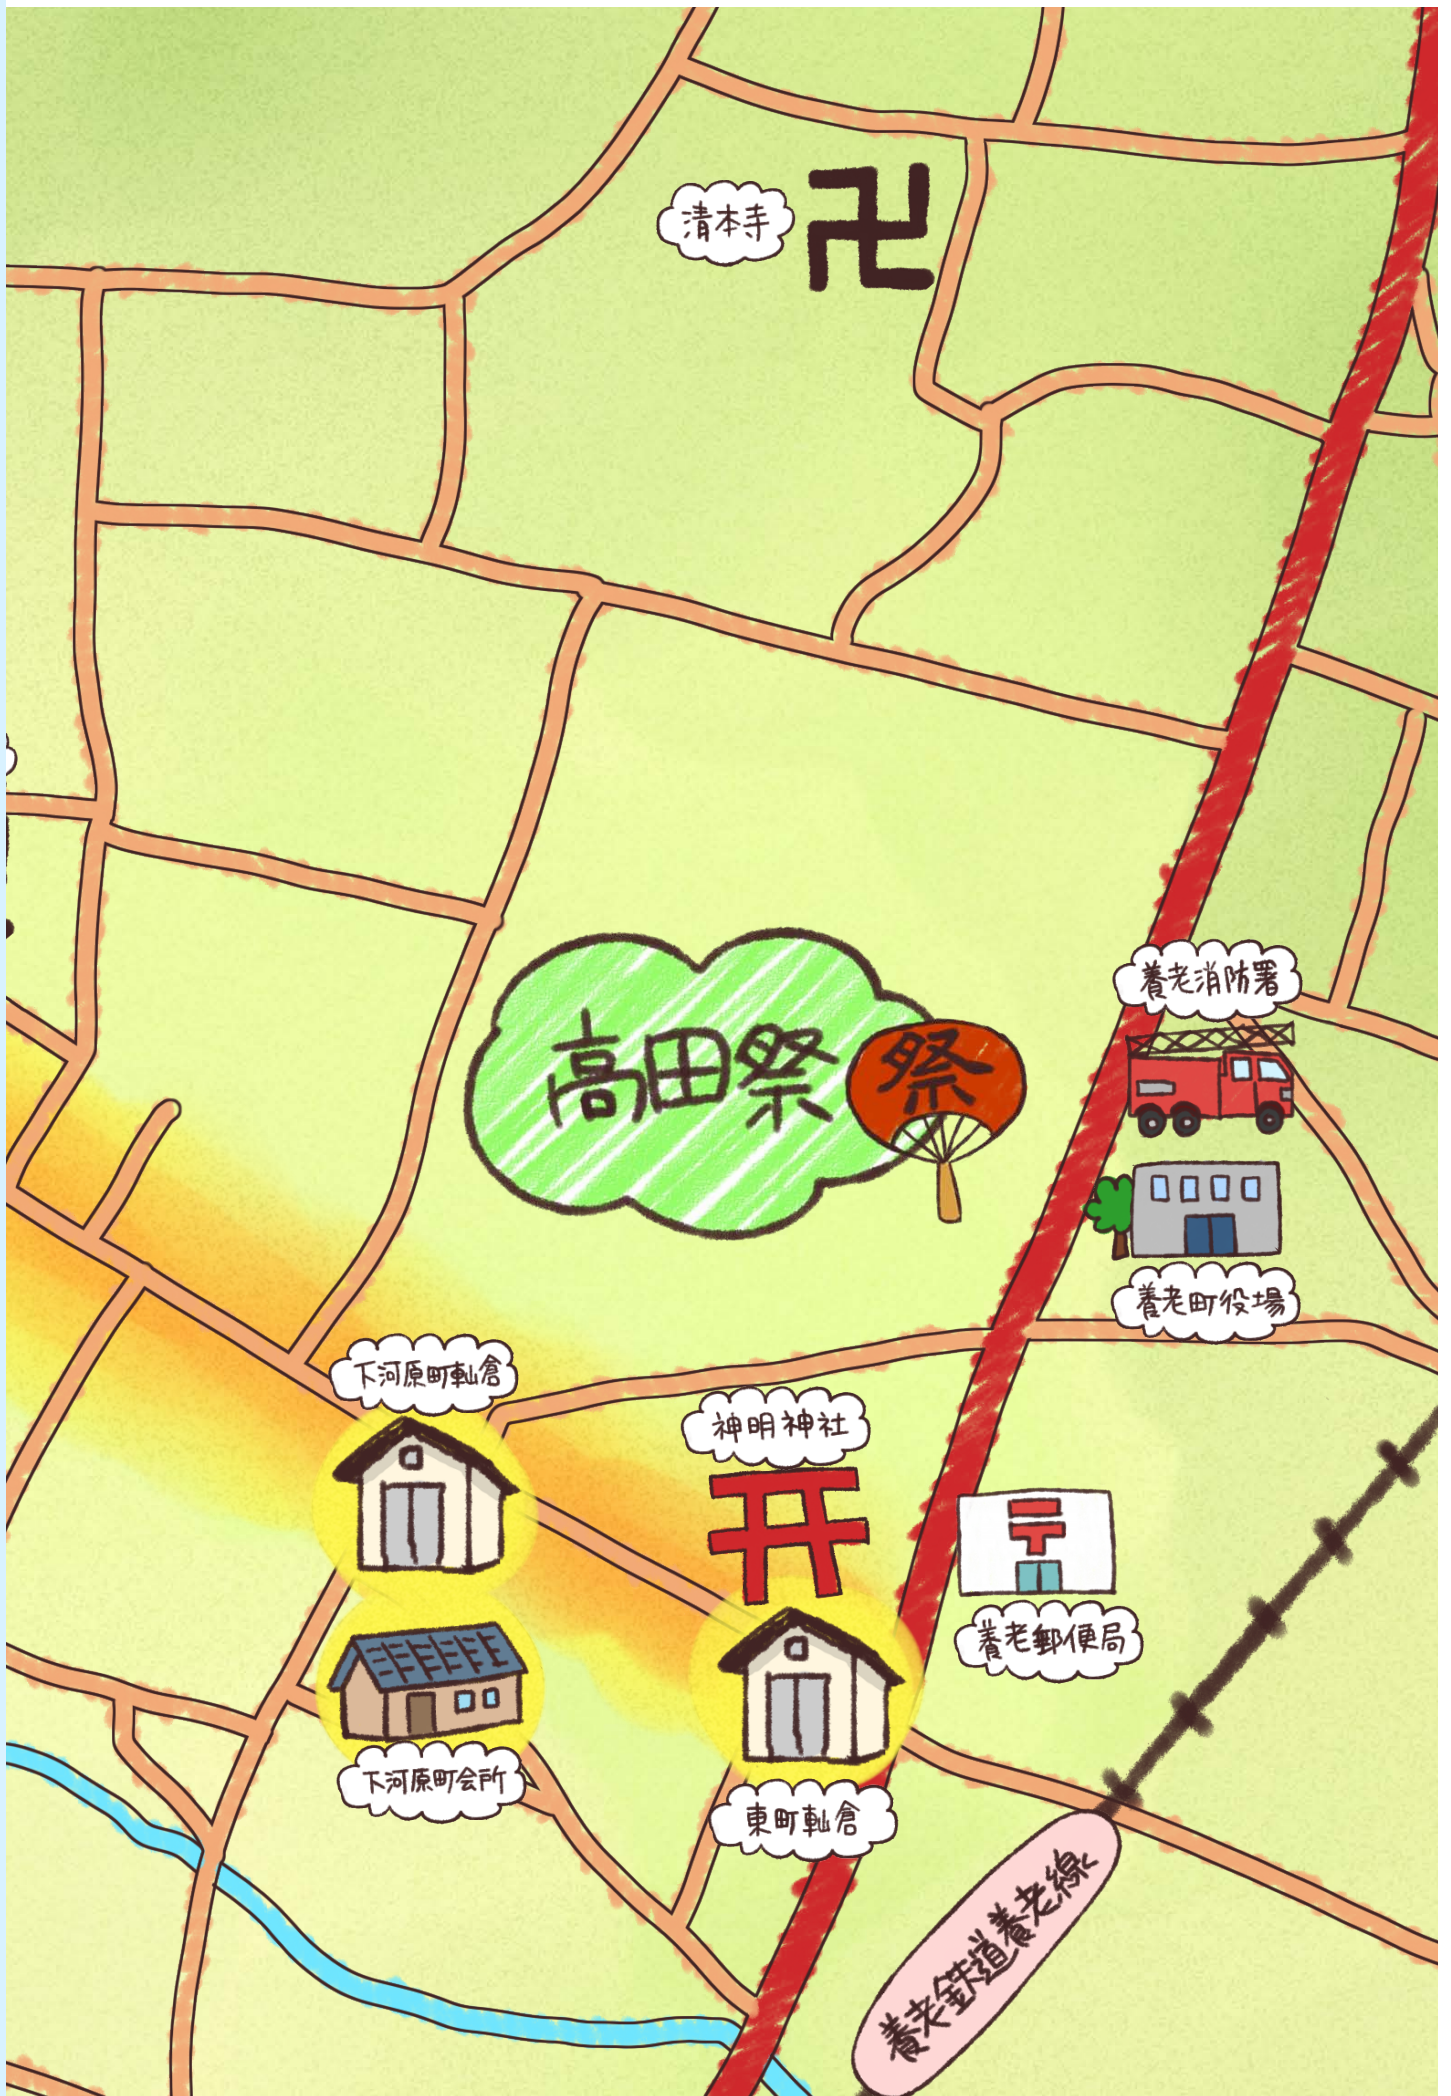 清本寺
養老消防署
高田祭
祭
養老町役場
下河原町軕倉
神明神社
養老郵便局
下河原町会所
東町軕倉
養老鉄道養老線